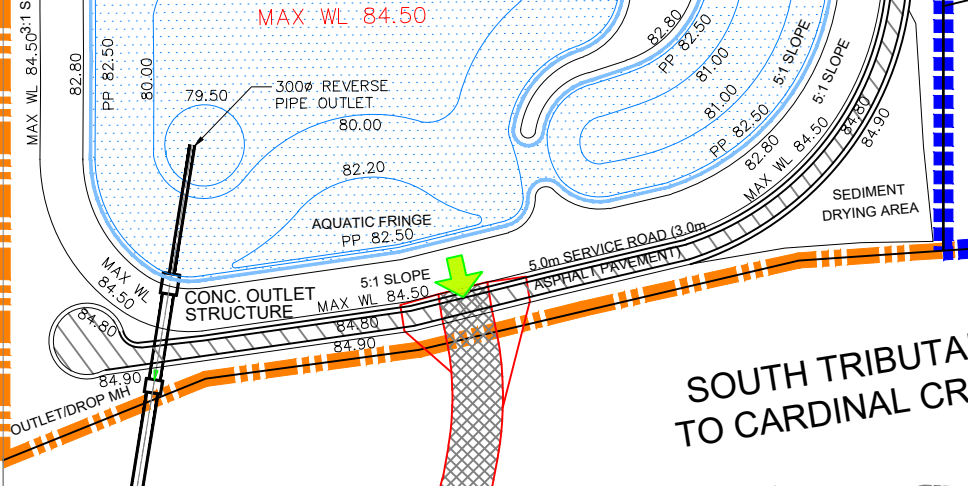 MAX WL 84.50
3:1 S
MAX WL 84.50
82.80
PP 82.50
80.00
79.50
300ø REVERSE
PIPE OUTLET
80.00
82.20
AQUATIC FRINGE
PP 82.50
82.80
PP 82.50
81.00
81.00
PP 82.50
82.80
MAX WL 84.50
5:1 SLOPE
5:1 SLOPE
84.80
84.90
SEDIMENT
DRYING AREA
5.0m SERVICE ROAD (3.0m
ASPHALT PAVEMENT)
5:1 SLOPE
MAX WL 84.50
MAX WL
84.50
CONC. OUTLET
STRUCTURE
84.80
84.80
84.90
84.90
OUTLET/DROP MH
SOUTH TRIBUTA
TO CARDINAL CR